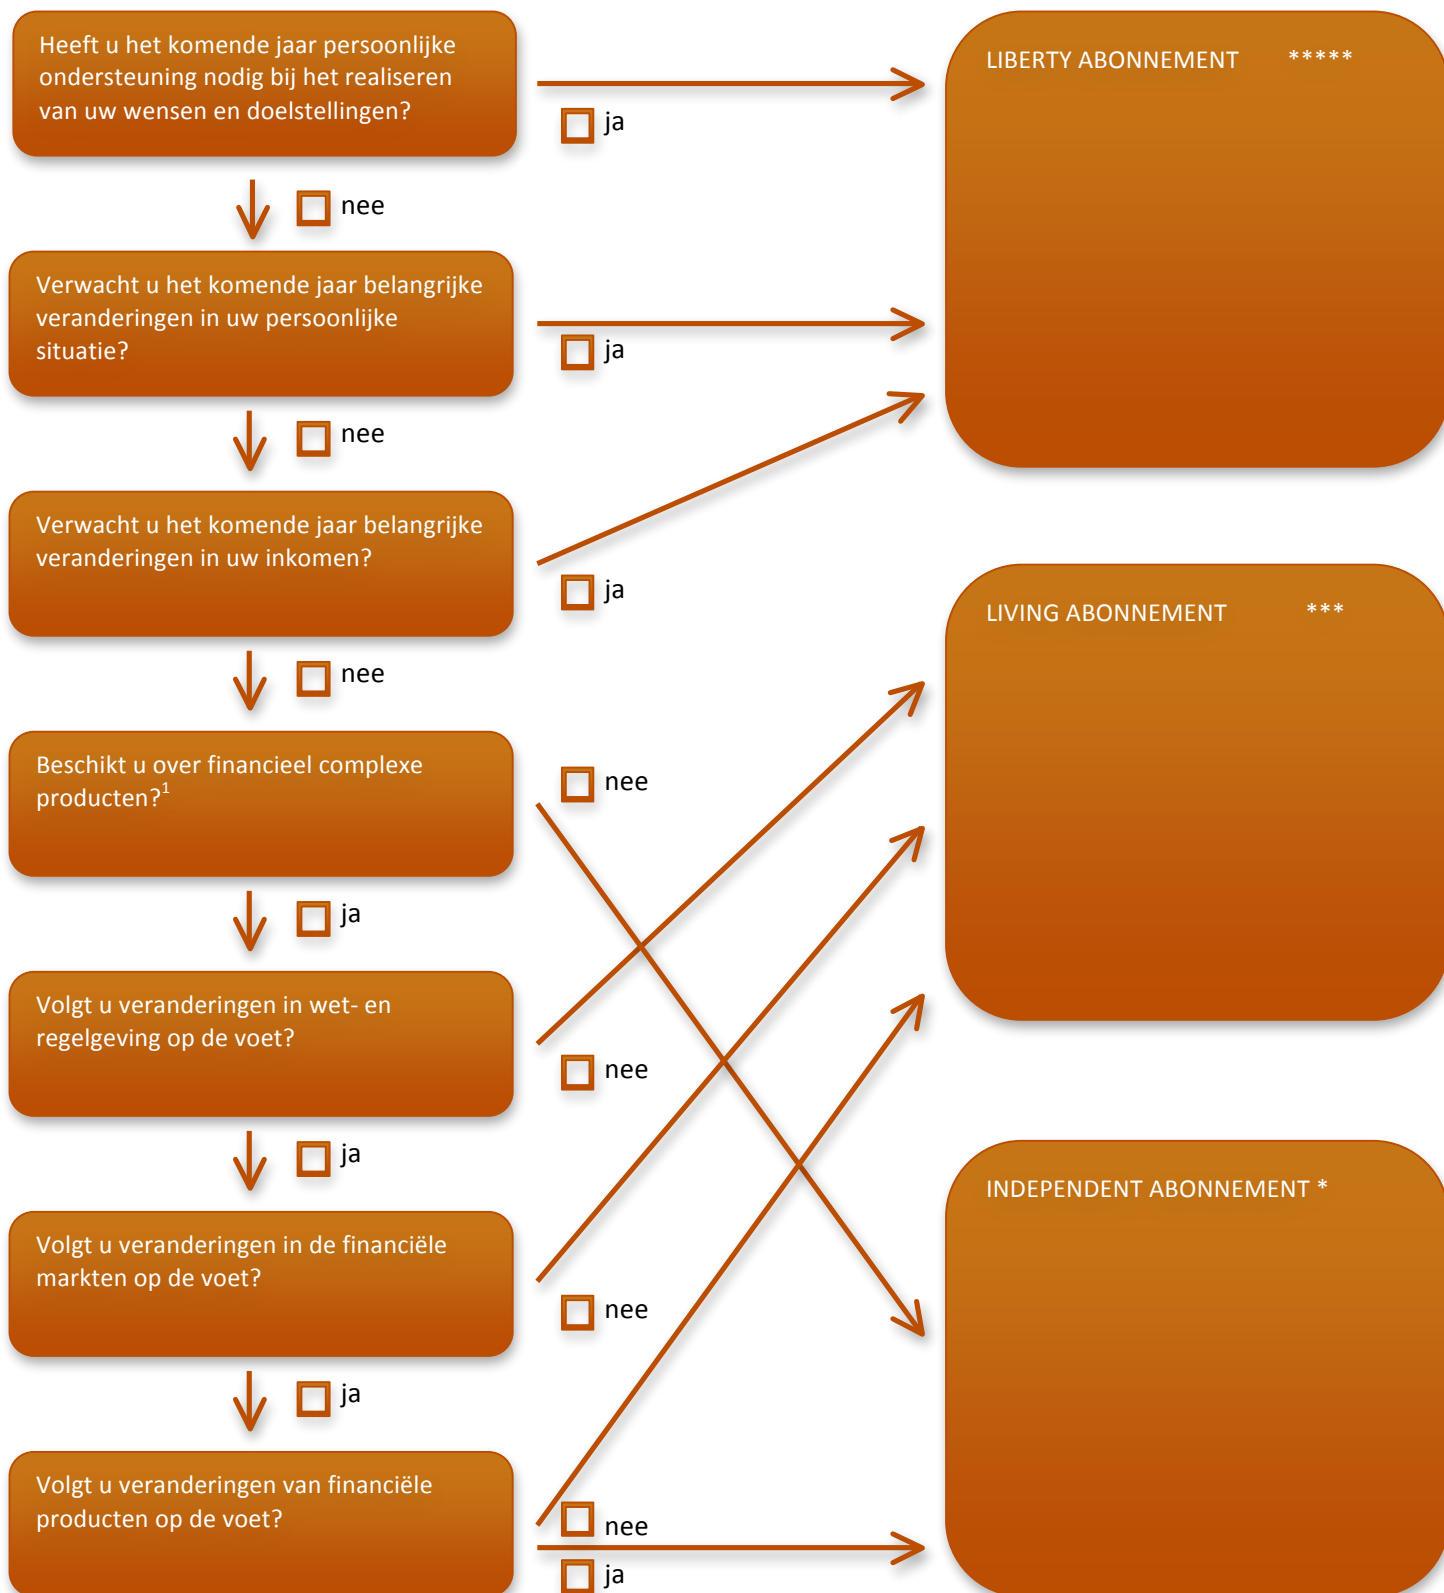 Heeft u het komende jaar persoonlijke
ondersteuning nodig bij het realiseren
van uw wensen en doelstellingen?
ja
LIBERTY ABONNEMENT *****
nee
Verwacht u het komende jaar belangrijke
veranderingen in uw persoonlijke
situatie?
ja
nee
Verwacht u het komende jaar belangrijke
veranderingen in uw inkomen?
ja
LIVING ABONNEMENT ***
nee
Beschikt u over financieel complexe
producten?¹
nee
ja
Volgt u veranderingen in wet- en
regelgeving op de voet?
nee
ja
INDEPENDENT ABONNEMENT *
Volgt u veranderingen in de financiële
markten op de voet?
nee
ja
Volgt u veranderingen van financiële
producten op de voet?
nee
ja